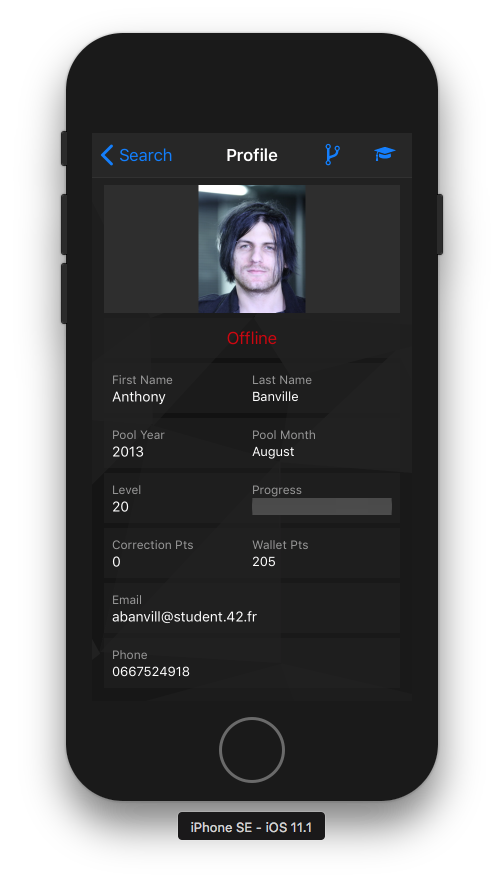 Search Profile
Offline
First Name Last Name
Anthony Banville
Pool Year Pool Month
2013 August
Level Progress
20
Correction Pts Wallet Pts
0 205
Email
abanvill@student.42.fr
Phone
0667524918
iPhone SE - iOS 11.1